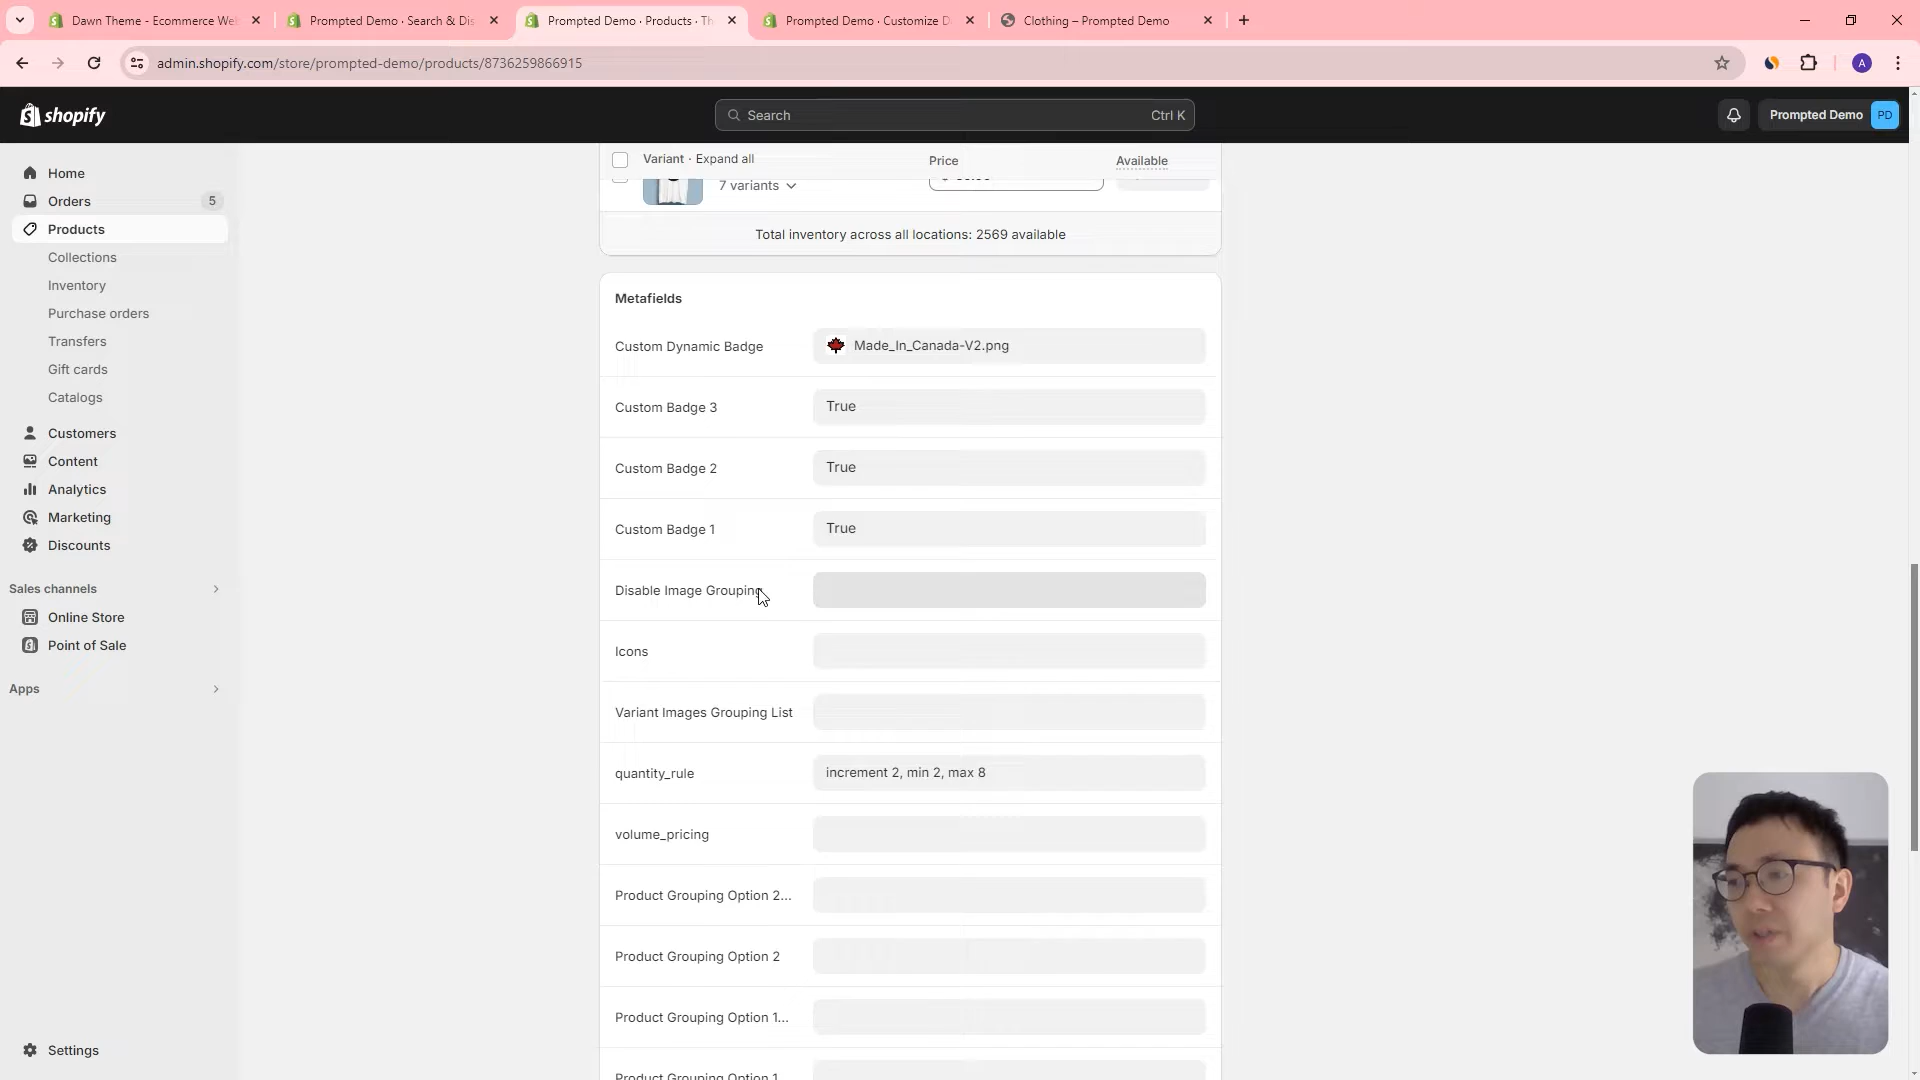 Dawn Theme - Ecommerce We
Prompted Demo · Search & Dis
Prompted Demo · Products · Th
Prompted Demo · Customize D
Clothing – Prompted Demo
admin.shopify.com/store/prompted-demo/products/8736259866915
A
shopify
Search
Ctrl K
Prompted Demo
PD
Home
Orders
5
Products
Collections
Inventory
Purchase orders
Transfers
Gift cards
Catalogs
Customers
Content
Analytics
Marketing
Discounts
Sales channels
Online Store
Point of Sale
Apps
Settings
Variant · Expand all
Price
Available
7 variants
Total inventory across all locations: 2569 available
Metafields
Custom Dynamic Badge
Made_In_Canada-V2.png
Custom Badge 3
True
Custom Badge 2
True
Custom Badge 1
True
Disable Image Grouping
Icons
Variant Images Grouping List
quantity_rule
increment 2, min 2, max 8
volume_pricing
Product Grouping Option 2...
Product Grouping Option 2
Product Grouping Option 1...
Product Grouping Option 1